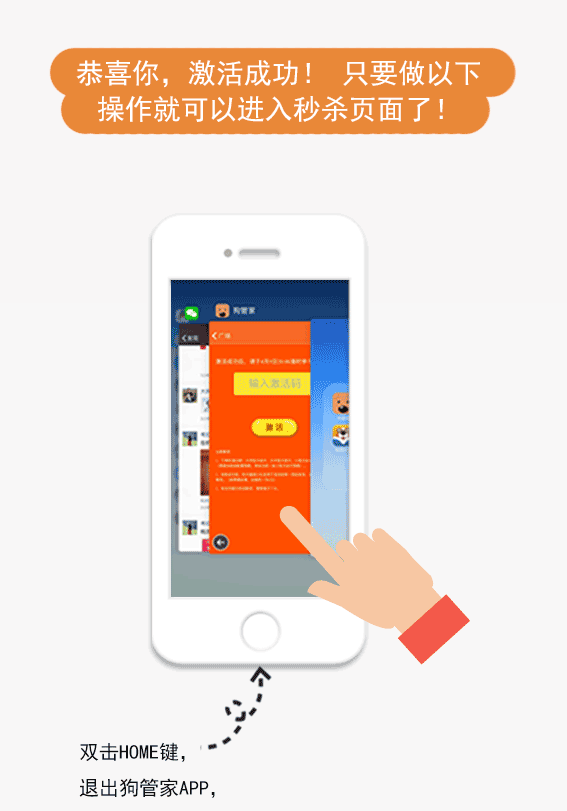 恭喜你，激活成功！ 只要做以下
操作就可以进入秒杀页面了！
狗管家
广场
输入激活码
激活
双击HOME键，
退出狗管家APP，